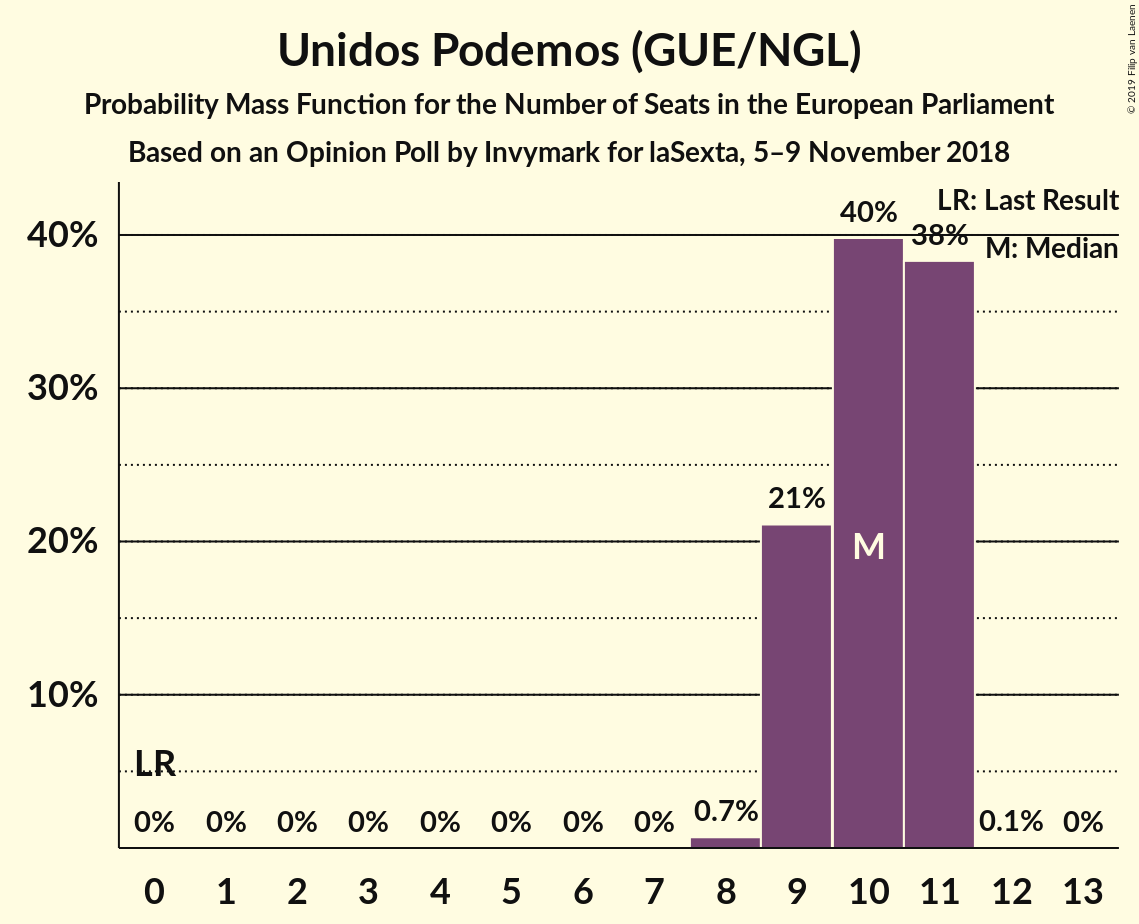 Unidos Podemos (GUE/NGL)
Probability Mass Function for the Number of Seats in the European Parliament
Based on an Opinion Poll by Invymark for laSexta, 5–9 November 2018
© 2019 Filip van Laenen
LR: Last Result
M: Median
40%
30%
20%
10%
40%
38%
21%
M
LR
0% 0% 0% 0% 0% 0% 0% 0% 0.7% 0.1% 0%
0 1 2 3 4 5 6 7 8 9 10 11 12 13